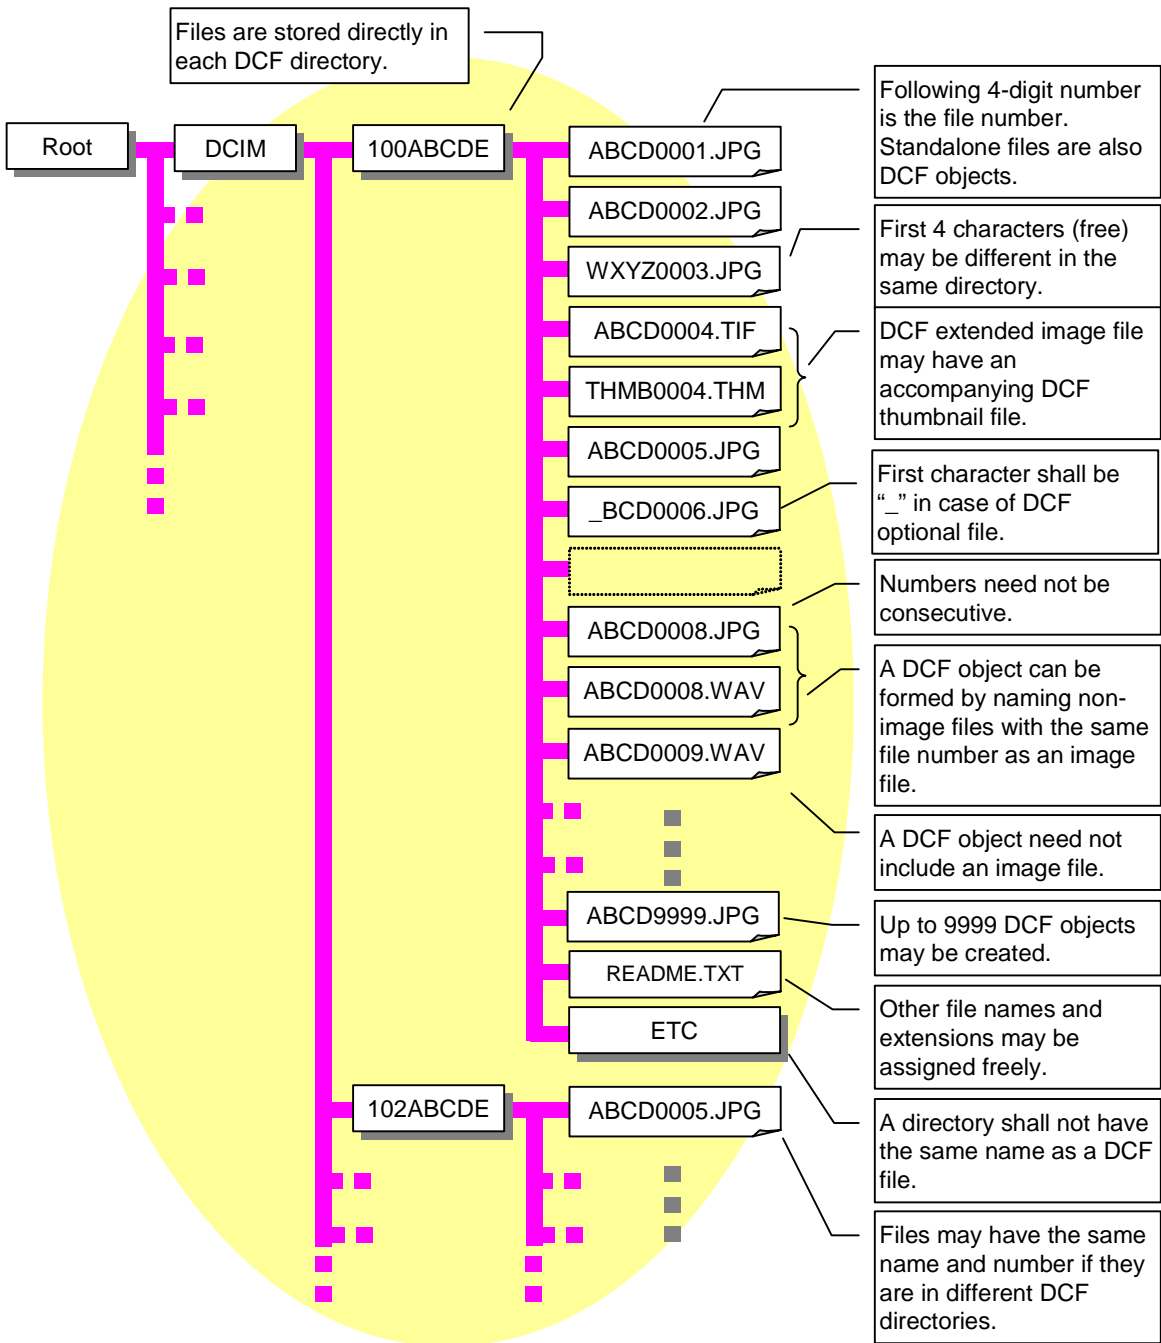 Files are stored directly in
each DCF directory.
Root
DCIM
100ABCDE
ABCD0001.JPG
ABCD0002.JPG
WXYZ0003.JPG
ABCD0004.TIF
THMB0004.THM
ABCD0005.JPG
_BCD0006.JPG
ABCD0008.JPG
ABCD0008.WAV
ABCD0009.WAV
ABCD9999.JPG
README.TXT
ETC
102ABCDE
ABCD0005.JPG
Following 4-digit number
is the file number.
Standalone files are also
DCF objects.
First 4 characters (free)
may be different in the
same directory.
DCF extended image file
may have an
accompanying DCF
thumbnail file.
First character shall be
“_” in case of DCF
optional file.
Numbers need not be
consecutive.
A DCF object can be
formed by naming non-
image files with the same
file number as an image
file.
A DCF object need not
include an image file.
Up to 9999 DCF objects
may be created.
Other file names and
extensions may be
assigned freely.
A directory shall not have
the same name as a DCF
file.
Files may have the same
name and number if they
are in different DCF
directories.